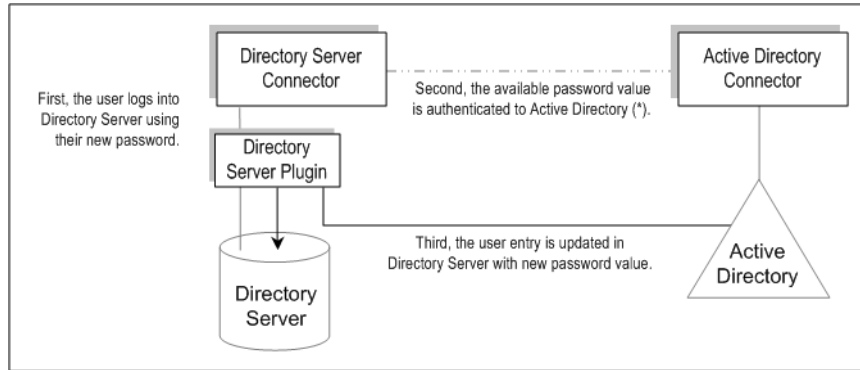 Directory Server
Connector
Active Directory
Connector
First, the user logs into
Directory Server using
their new password.
Second, the available password value
is authenticated to Active Directory (*).
Directory
Server Plugin
Third, the user entry is updated in
Directory Server with new password value.
Active
Directory
Directory
Server